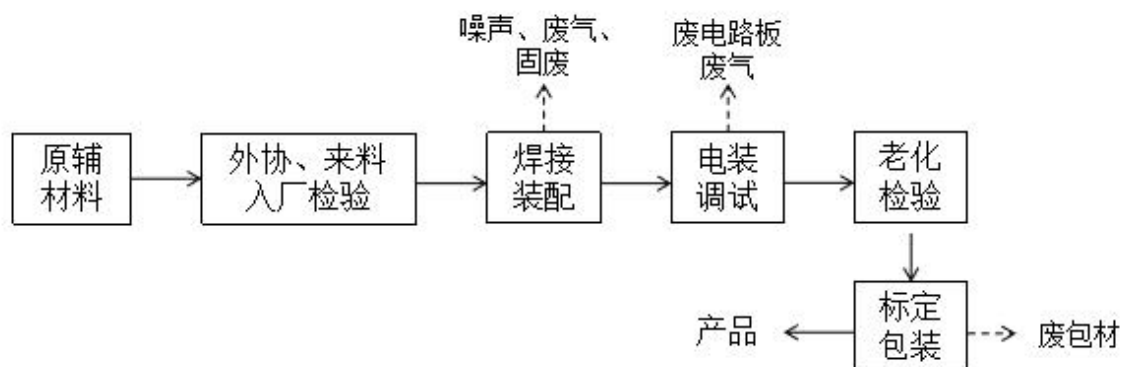 噪声、废气、
固废
废电路板
废气
原辅
材料
外协、来料
入厂检验
焊接
装配
电装
调试
老化
检验
产品
标定
包装
废包材